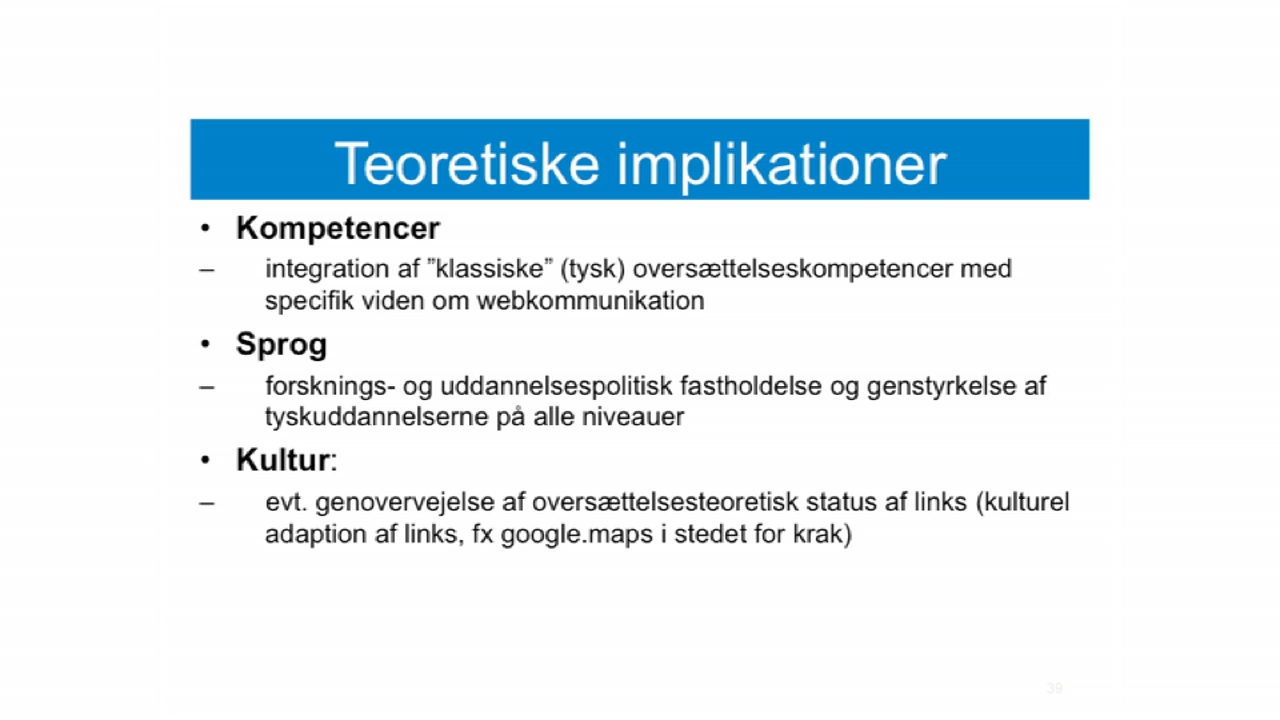 Teoretiske implikationer
• Kompetencer
– integration af ”klassiske” (tysk) oversættelseskompetencer med
specifik viden om webkommunikation
• Sprog
– forsknings- og uddannelsespolitisk fastholdelse og genstyrkelse af
tyskuddannelserne på alle niveauer
• Kultur:
– evt. genovervejelse af oversættelsesteoretisk status af links (kulturel
adaption af links, fx google.maps i stedet for krak)
39